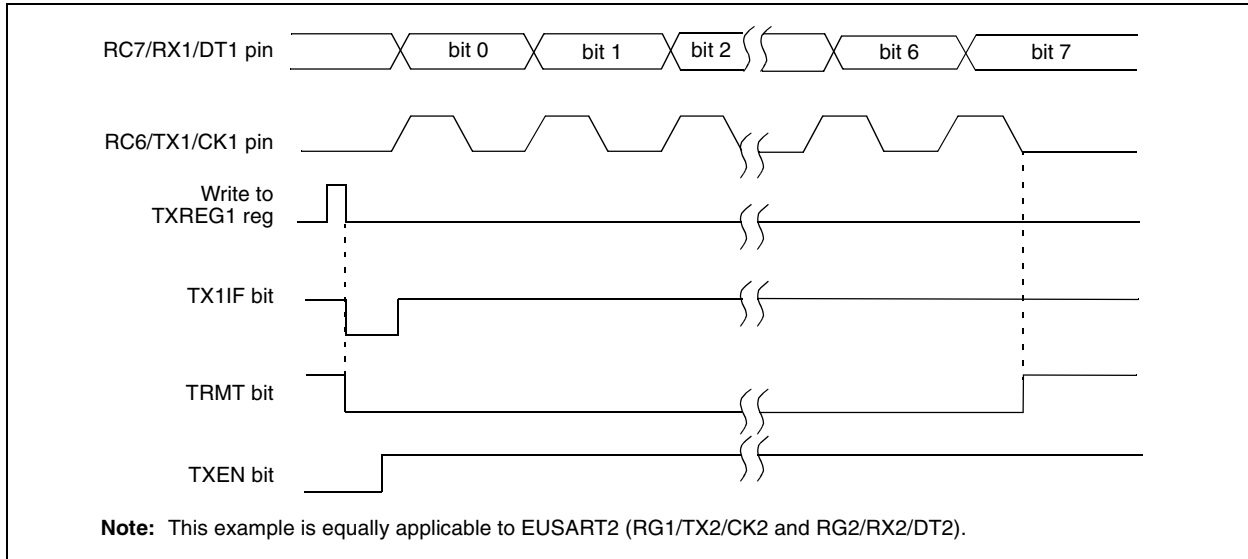 RC7/RX1/DT1 pin
bit 0
bit 1
bit 2
bit 6
bit 7
RC6/TX1/CK1 pin
Write to
TXREG1 reg
TX1IF bit
TRMT bit
TXEN bit
Note: This example is equally applicable to EUSART2 (RG1/TX2/CK2 and RG2/RX2/DT2).